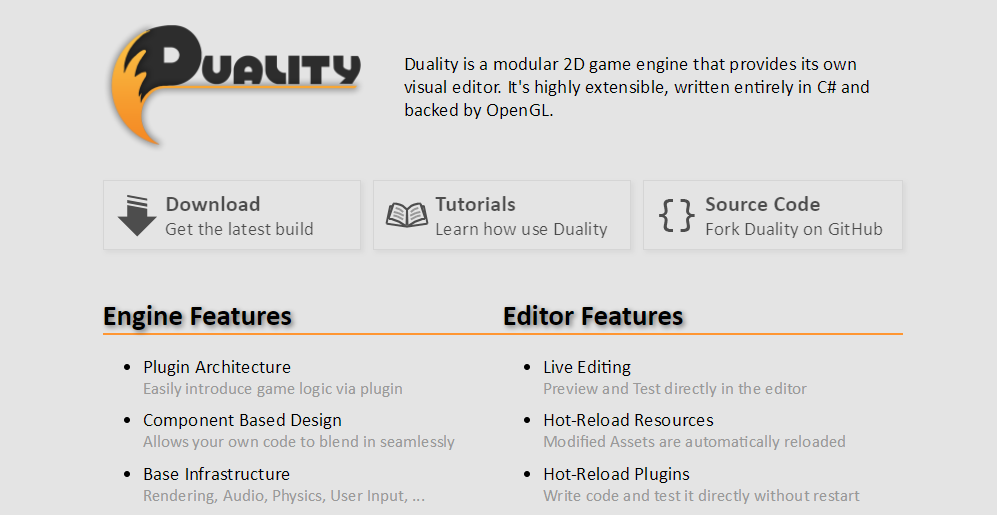 DUALITY
Duality is a modular 2D game engine that provides its own
visual editor. It's highly extensible, written entirely in C# and
backed by OpenGL.
Download
Get the latest build
Tutorials
Learn how use Duality
{ } Source Code
Fork Duality on GitHub
Engine Features
Editor Features
• Plugin Architecture
Easily introduce game logic via plugin
• Component Based Design
Allows your own code to blend in seamlessly
• Base Infrastructure
Rendering, Audio, Physics, User Input, ...
• Live Editing
Preview and Test directly in the editor
• Hot-Reload Resources
Modified Assets are automatically reloaded
• Hot-Reload Plugins
Write code and test it directly without restart